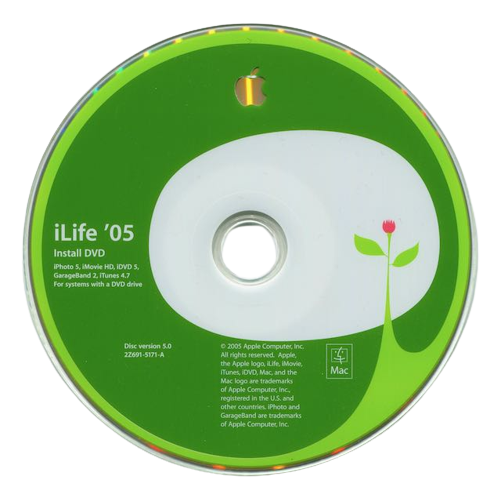 iLife ’05
Install DVD
iPhoto 5, iMovie HD, iDVD 5,
GarageBand 2, iTunes 4.7
For systems with a DVD drive
Disc version 5.0
2Z691-5171-A
© 2005 Apple Computer, Inc.
All rights reserved.  Apple,
the Apple logo, iLife, iMovie,
iTunes, iDVD, Mac, and the
Mac logo are trademarks
of Apple Computer, Inc.,
registered in the U.S. and
other countries. iPhoto and
GarageBand are trademarks
of Apple Computer, Inc.
Mac